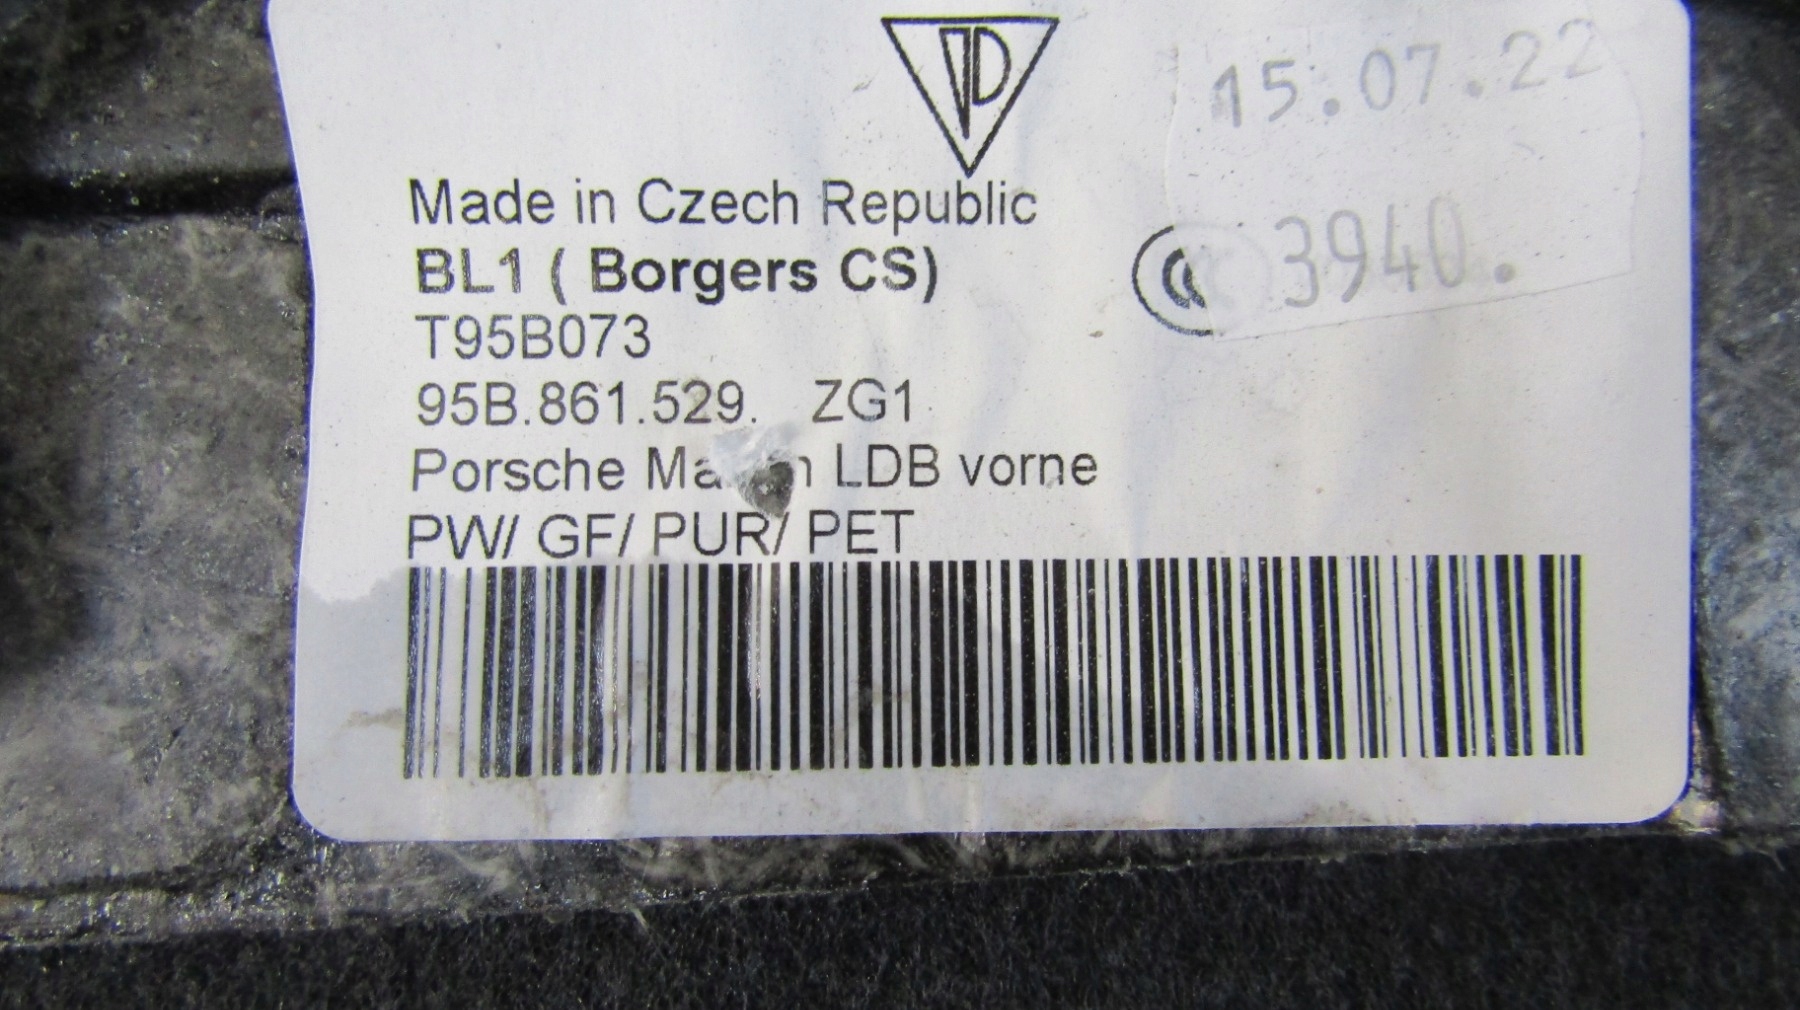 15.07.22
Made in Czech Republic
3940.
BL1 ( Borgers CS)
T95B073
95B.861.529. ZG1
Porsche LDB vorne
PW/ GF/ PUR/ PET